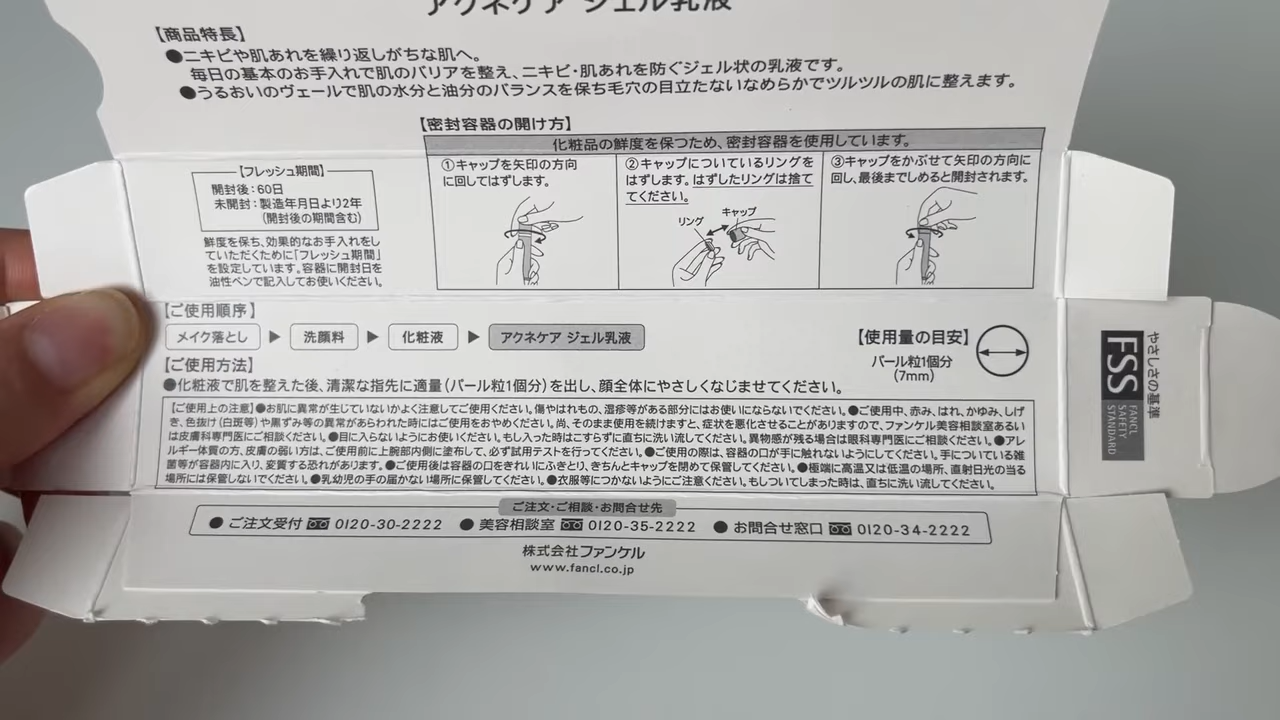 アクネケア ジェル乳液
【商品特長】
●ニキビや肌あれを繰り返しがちな肌へ。
毎日の基本のお手入れで肌のバリアを整え、ニキビ・肌あれを防ぐジェル状の乳液です。
●うるおいのヴェールで肌の水分と油分のバランスを保ち毛穴の目立たないなめらかでツルツルの肌に整えます。
【密封容器の開け方】
化粧品の鮮度を保つため、密封容器を使用しています。
①キャップを矢印の方向
に回してはずします。
②キャップについているリングを
はずします。はずしたリングは捨て
てください。
リング
キャップ
③キャップをかぶせて矢印の方向に
回し、最後までしめると開封されます。
【フレッシュ期間】
開封後：60日
未開封：製造年月日より2年
(開封後の期間含む)
鮮度を保ち、効果的なお手入れをし
ていただくために「フレッシュ期間」
を設定しています。容器に開封日を
油性ペンで記入してお使いください。
【ご使用順序】
メイク落とし ▶ 洗顔料 ▶ 化粧液 ▶ アクネケア ジェル乳液
【使用量の目安】
パール粒1個分
(7mm)
【ご使用方法】
●化粧液で肌を整えた後、清潔な指先に適量(パール粒1個分)を出し、顔全体にやさしくなじませてください。
【ご使用上の注意】●お肌に異常が生じていないかよく注意してご使用ください。傷やはれもの、湿疹等がある部分にはお使いにならないでください。●ご使用中、赤み、はれ、かゆみ、しげ
き、色抜け(白斑等)や黒ずみ等の異常があらわれた時にはご使用をおやめください。尚、そのまま使用を続けますと、症状を悪化させることがありますので、ファンケル美容相談室あるい
は皮膚科専門医にご相談ください。●目に入らないようにお使いください。もし入った時はこすらずに直ちに洗い流してください。異物感が残る場合は眼科専門医にご相談ください。●アレ
ルギー体質の方、皮膚の弱い方は、ご使用前に上腕部内側に塗布して、必ず試用テストを行ってください。●ご使用の際は、容器の口が手に触れないようにしてください。手についている雑
菌等が容器内に入り、変質する恐れがあります。●ご使用後は容器の口をきれいにふきとり、きちんとキャップを閉めて保管してください。●極端に高温又は低温の場所、直射日光の当る
場所には保管しないでください。●乳幼児の手の届かない場所に保管してください。●衣服等につかないようにご注意ください。もしついてしまった時は、直ちに洗い流してください。
ご注文・ご相談・お問合せ先
●ご注文受付 0120-30-2222 ●美容相談室 0120-35-2222 ●お問合せ窓口 0120-34-2222
株式会社ファンケル
www.fancl.co.jp
やさしさの基準
FSS
FANCL
SAFETY
STANDARD